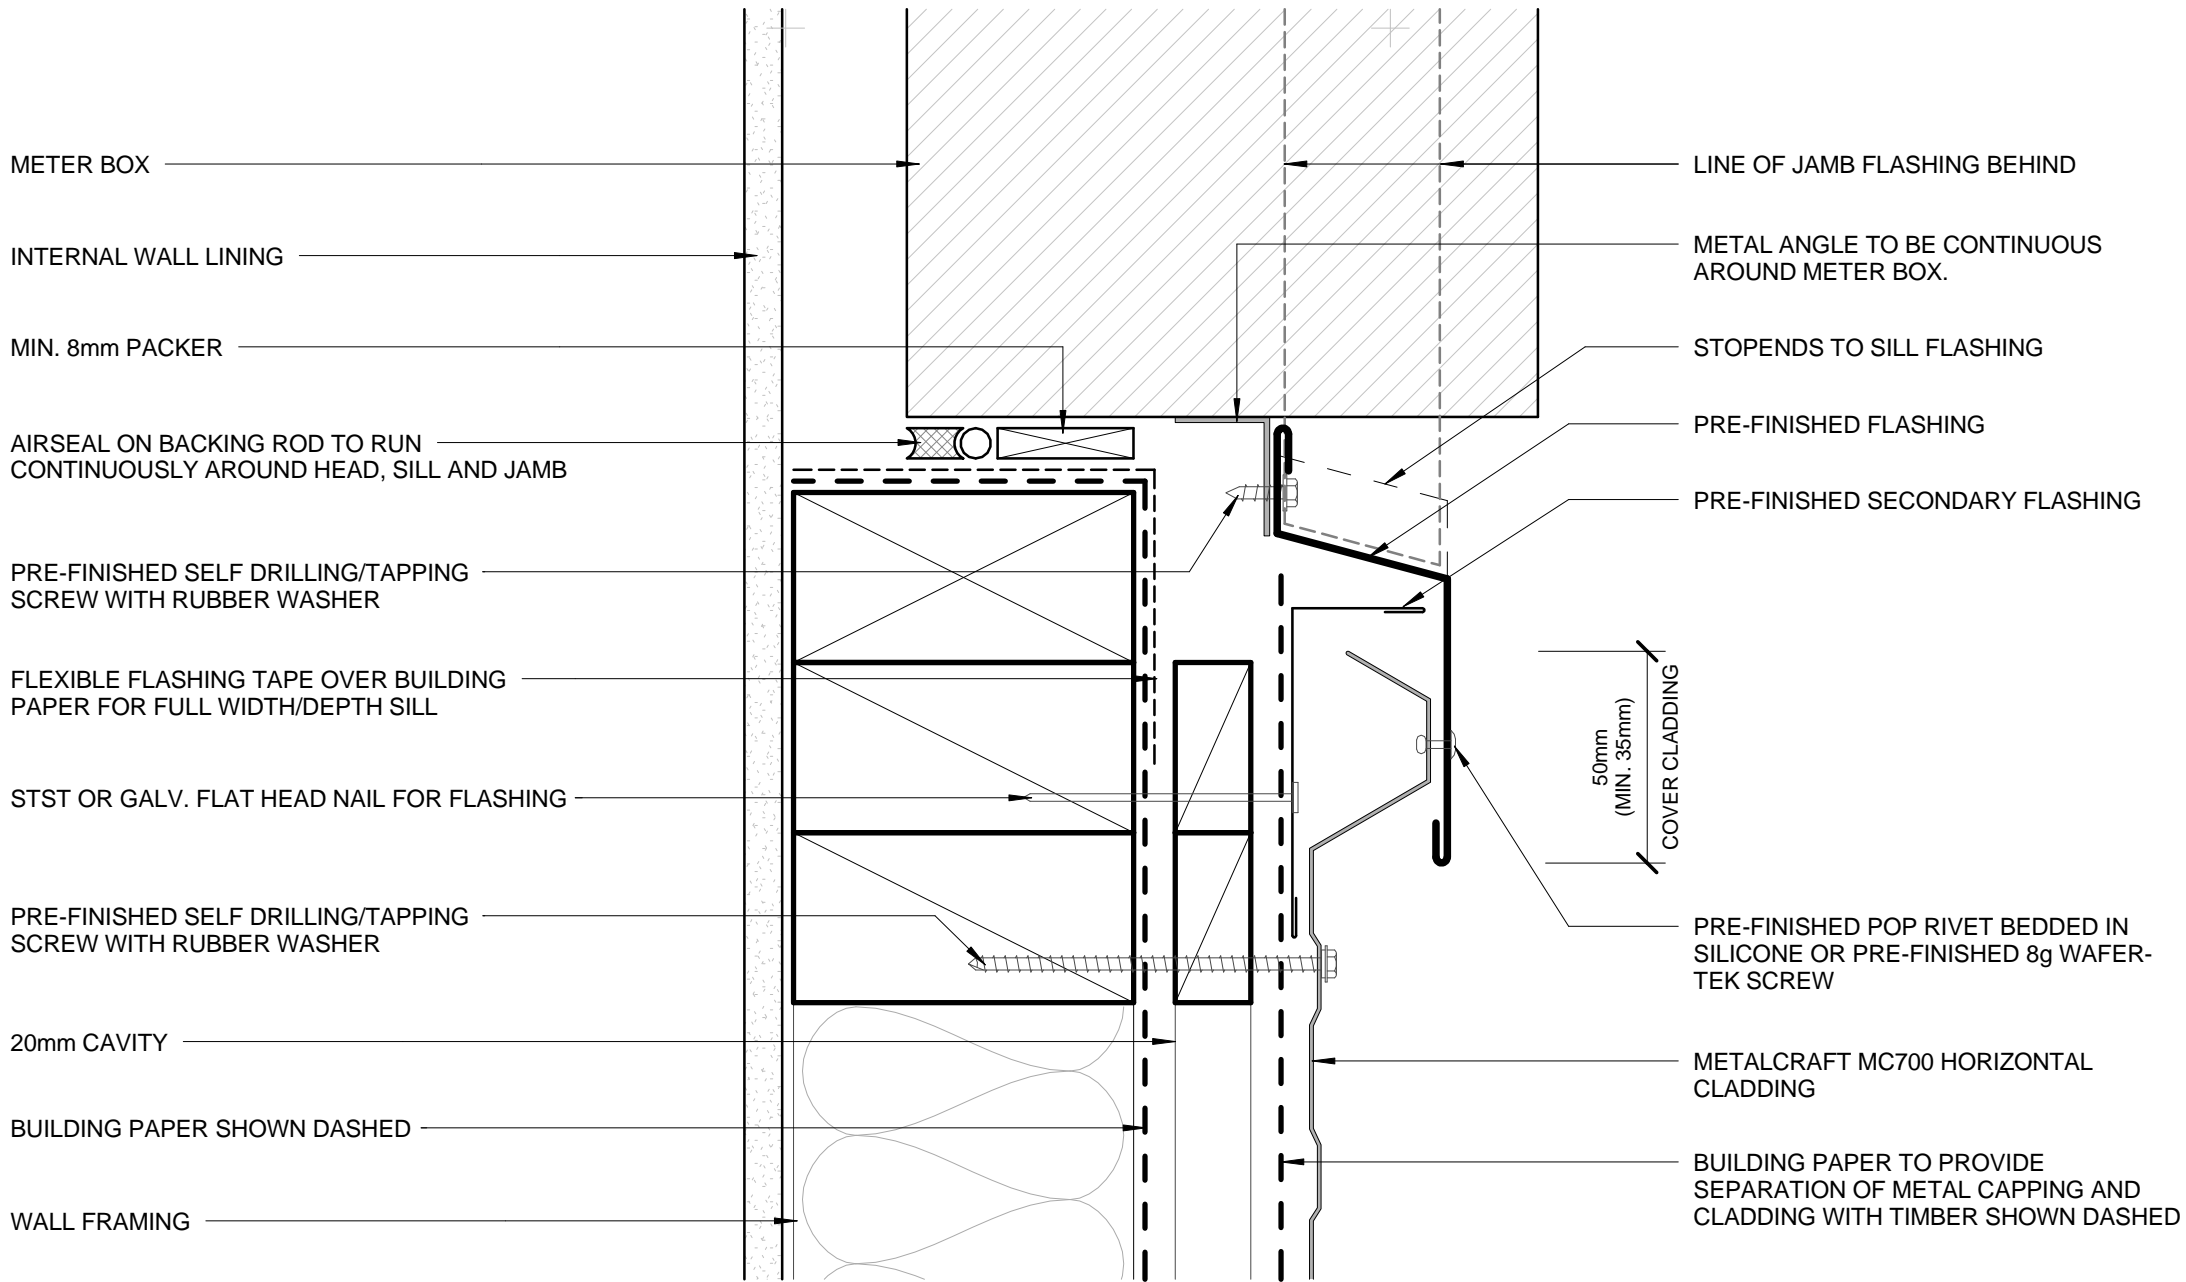 METER BOX
INTERNAL WALL LINING
MIN. 8mm PACKER
AIRSEAL ON BACKING ROD TO RUN
CONTINUOUSLY AROUND HEAD, SILL AND JAMB
PRE-FINISHED SELF DRILLING/TAPPING
SCREW WITH RUBBER WASHER
FLEXIBLE FLASHING TAPE OVER BUILDING
PAPER FOR FULL WIDTH/DEPTH SILL
STST OR GALV. FLAT HEAD NAIL FOR FLASHING
PRE-FINISHED SELF DRILLING/TAPPING
SCREW WITH RUBBER WASHER
20mm CAVITY
BUILDING PAPER SHOWN DASHED
WALL FRAMING
LINE OF JAMB FLASHING BEHIND
METAL ANGLE TO BE CONTINUOUS
AROUND METER BOX.
STOPENDS TO SILL FLASHING
PRE-FINISHED FLASHING
PRE-FINISHED SECONDARY FLASHING
50mm
(MIN. 35mm)
COVER CLADDING
PRE-FINISHED POP RIVET BEDDED IN
SILICONE OR PRE-FINISHED 8g WAFER-
TEK SCREW
METALCRAFT MC700 HORIZONTAL
CLADDING
BUILDING PAPER TO PROVIDE
SEPARATION OF METAL CAPPING AND
CLADDING WITH TIMBER SHOWN DASHED